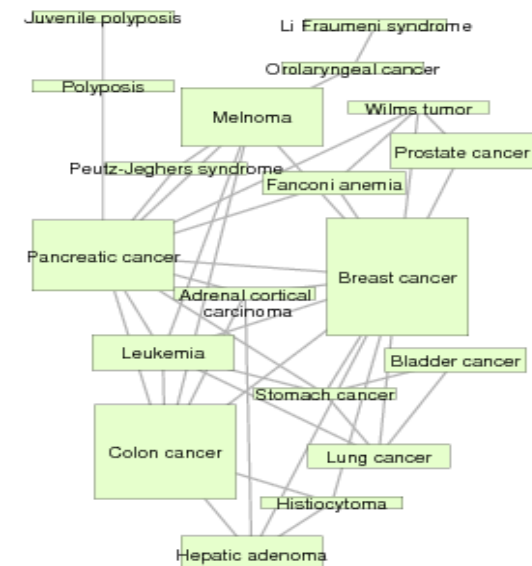 Juvenile polyposis
Li Fraumeni syndrome
Orolaryngeal cancer
Polyposis
Melnoma
Wilms tumor
Prostate cancer
Peutz-Jeghers syndrome
Fanconi anemia
Pancreatic cancer
Breast cancer
Adrenal cortical
carcinoma
Leukemia
Bladder cancer
Stomach cancer
Colon cancer
Lung cancer
Histiocytoma
Hepatic adenoma